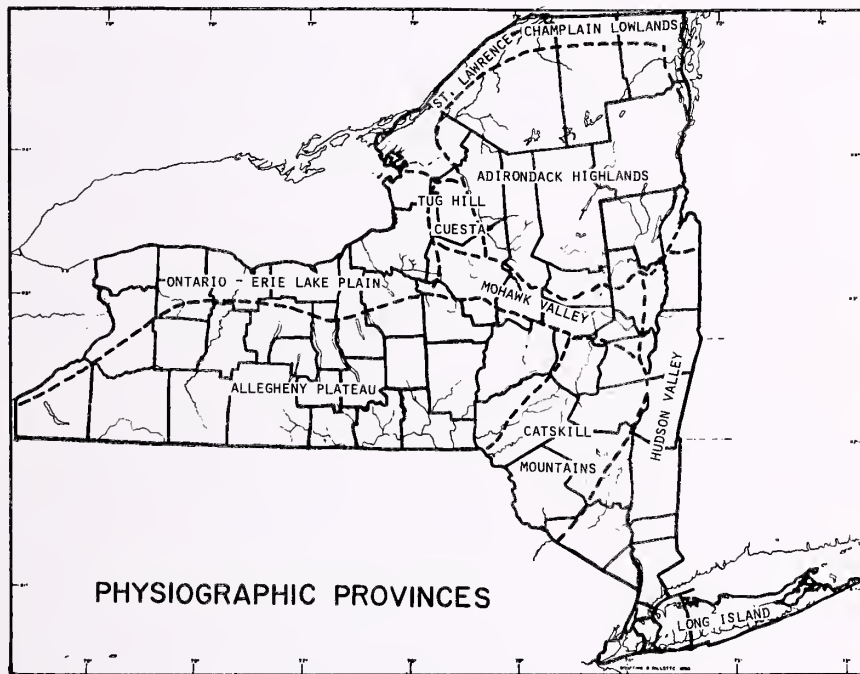 CHAMPLAIN LOWLANDS
ST. LAWRENCE
ADIRONDACK HIGHLANDS
TUG HILL
CUESTA
ONTARIO - ERIE LAKE PLAIN
MOHAWK VALLEY
ALLEGHENY PLATEAU
HUDSON VALLEY
CATSKILL
MOUNTAINS
PHYSIOGRAPHIC PROVINCES
LONG ISLAND